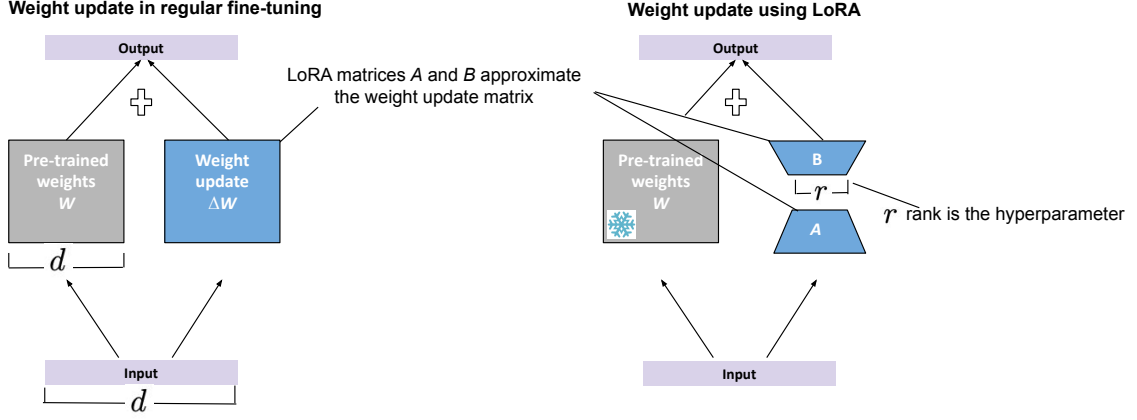 Weight update in regular fine-tuning
Output
LoRA matrices A and B approximate
the weight update matrix
Pre-trained
weights
W
Weight
update
ΔW
d
Input
d
Weight update using LoRA
Output
Pre-trained
weights
W
B
r
r rank is the hyperparameter
A
Input